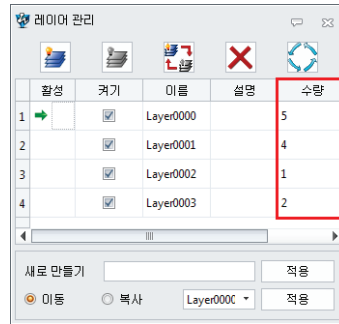 레이어 관리
활성 켜기 이름 설명 수량
1 Layer0000 5
2 Layer0001 4
3 Layer0002 1
4 Layer0003 2
새로 만들기 적용
이동 복사 Layer0000 적용